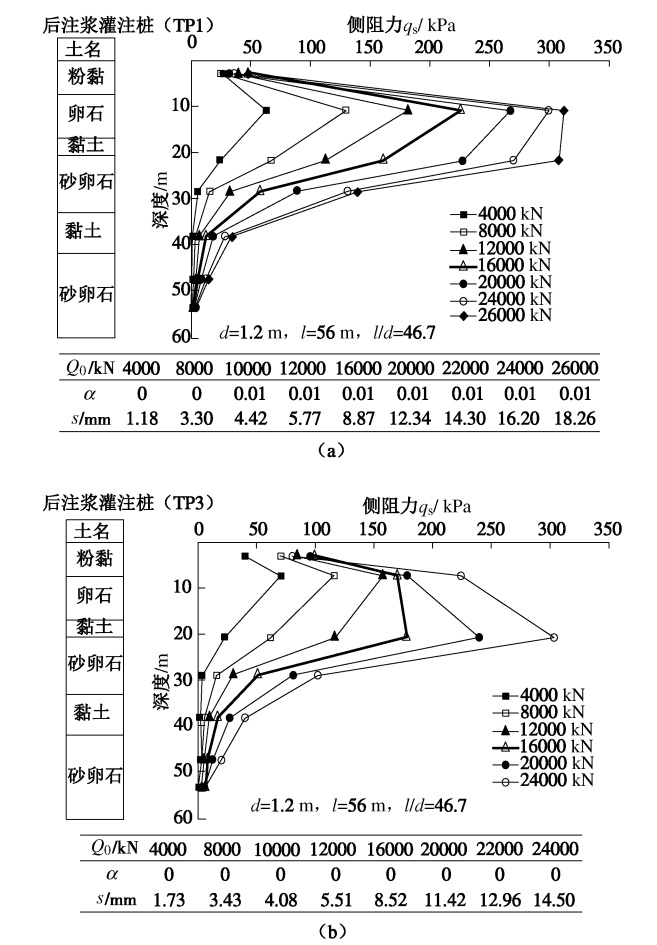 后注浆灌注桩（TP1） 侧阻力qs/ kPa
土名 0 50 100 150 200 250 300 350
粉黏
卵石 10
黏土
20
砂卵石
30
深度/m
黏土 40
砂卵石 50
60
4000 kN
8000 kN
12000 kN
16000 kN
20000 kN
24000 kN
26000 kN
d=1.2 m，l=56 m，l/d=46.7
Q0/kN 4000 8000 10000 12000 16000 20000 22000 24000 26000
α 0 0 0.01 0.01 0.01 0.01 0.01 0.01 0.01
s/mm 1.18 3.30 4.42 5.77 8.87 12.34 14.30 16.20 18.26
（a）
后注浆灌注桩（TP3） 侧阻力qs/ kPa
土名 0 50 100 150 200 250 300 350
粉黏
卵石 10
黏土
20
砂卵石
30
深度/m
黏土 40
砂卵石 50
60
4000 kN
8000 kN
12000 kN
16000 kN
20000 kN
24000 kN
d=1.2 m，l=56 m，l/d=46.7
Q0/kN 4000 8000 10000 12000 16000 20000 22000 24000
α 0 0 0 0 0 0 0 0
s/mm 1.73 3.43 4.08 5.51 8.52 11.42 12.96 14.50
（b）